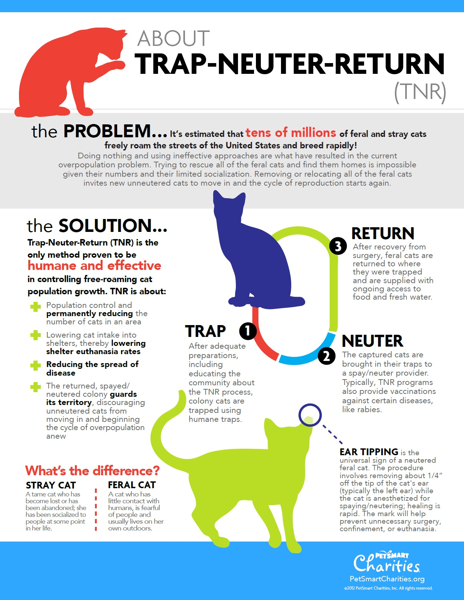 ABOUT
TRAP-NEUTER-RETURN
(TNR)
the PROBLEM... It's estimated that tens of millions of feral and stray cats
freely roam the streets of the United States and breed rapidly!
Doing nothing and using ineffective approaches are what have resulted in the current
overpopulation problem. Trying to rescue all of the feral cats and find them homes is impossible
given their numbers and their limited socialization. Removing or relocating all of the feral cats
invites new unneutered cats to move in and the cycle of reproduction starts again.
the SOLUTION...
Trap-Neuter-Return (TNR) is the
only method proven to be
humane and effective
in controlling free-roaming cat
population growth. TNR is about:
Population control and
permanently reducing the
number of cats in an area
Lowering cat intake into
shelters, thereby lowering
shelter euthanasia rates
Reducing the spread of
disease
The returned, spayed/
neutered colony guards
its territory, discouraging
unneutered cats from
moving in and beginning
the cycle of overpopulation
anew
TRAP 1
After adequate
preparations,
including
educating the
community about
the TNR process,
colony cats are
trapped using
humane traps.
2 NEUTER
The captured cats are
brought in their traps to
a spay/neuter provider.
Typically, TNR programs
also provide vaccinations
against certain diseases,
like rabies.
3 RETURN
After recovery from
surgery, feral cats are
returned to where
they were trapped
and are supplied with
ongoing access to
food and fresh water.
EAR TIPPING is the
universal sign of a neutered
feral cat. The procedure
involves removing about 1/4"
off the tip of the cat's ear
(typically the left ear) while
the cat is anesthetized for
spaying/neutering; healing is
rapid. The mark will help
prevent unnecessary surgery,
confinement, or euthanasia.
What's the difference?
STRAY CAT
A tame cat who has
become lost or has
been abandoned; she
has been socialized to
people at some point
in her life.
FERAL CAT
A cat who has
little contact with
humans, is fearful
of people and
usually lives on her
own outdoors.
PETSMART
Charities
PetSmartCharities.org
©2012 PetSmart Charities, Inc. All rights reserved.